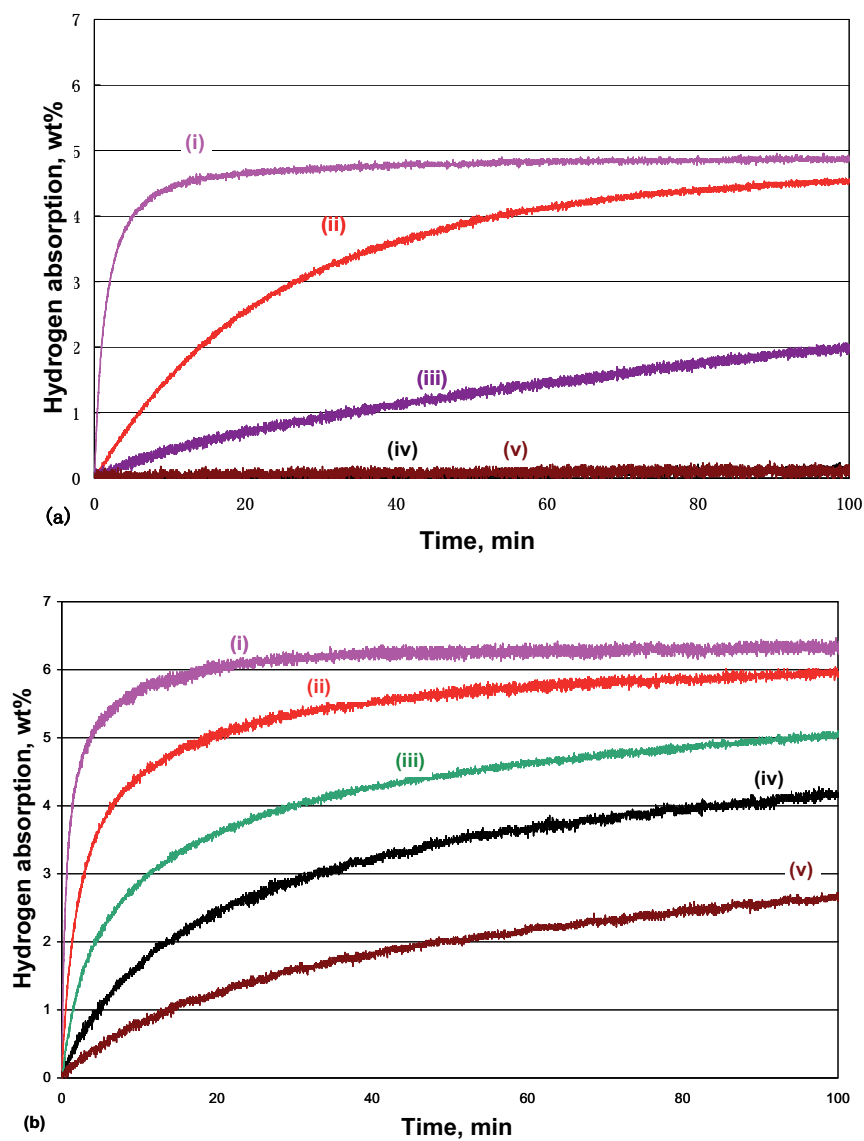 7
6
5
4
3
2
1
0
Hydrogen absorption, wt%
(i)
(ii)
(iii)
(iv)
(v)
0
20
40
60
80
100
(a)
Time, min
7
6
5
4
3
2
1
0
Hydrogen absorption, wt%
(i)
(ii)
(iii)
(iv)
(v)
0
20
40
60
80
100
(b)
Time, min